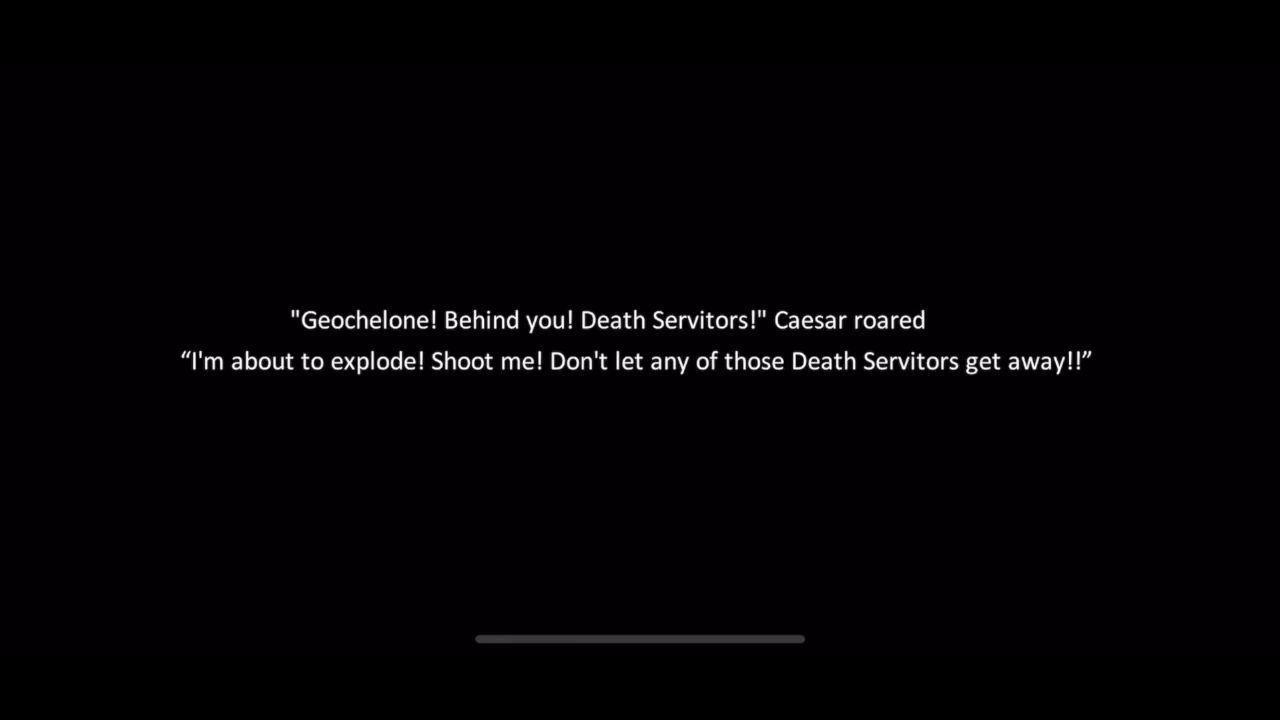 "Geochelone! Behind you! Death Servitors!" Caesar roared
“I'm about to explode! Shoot me! Don't let any of those Death Servitors get away!!”